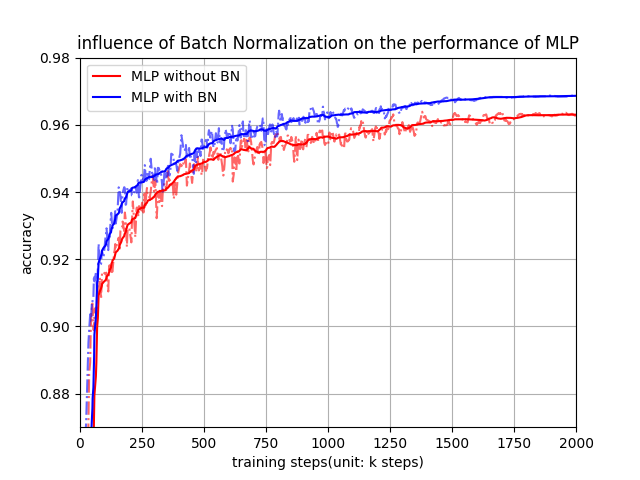 influence of Batch Normalization on the performance of MLP
0.98
MLP without BN
MLP with BN
0.96
0.94
0.92
accuracy
0.90
0.88
0 250 500 750 1000 1250 1500 1750 2000
training steps(unit: k steps)